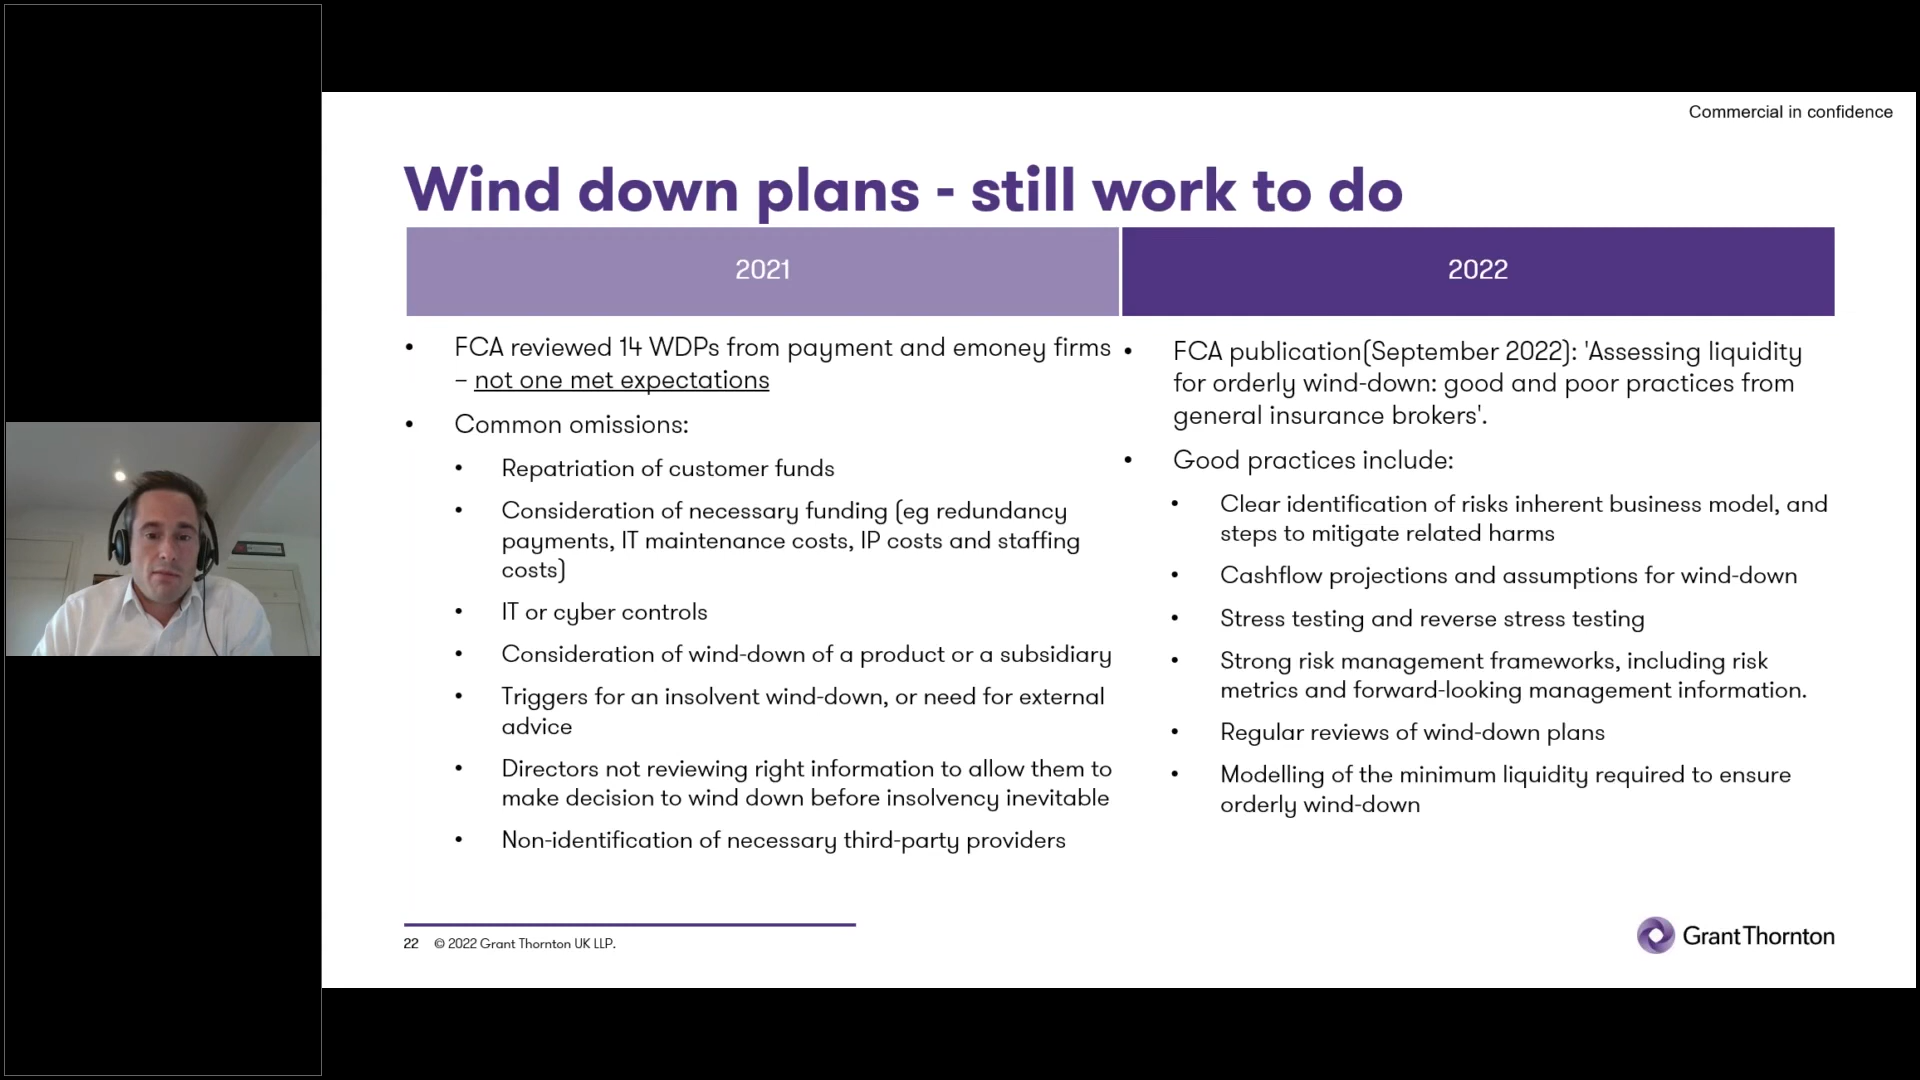 Commercial in confidence
Wind down plans - still work to do
2021
• FCA reviewed 14 WDPs from payment and emoney firms
– not one met expectations
• Common omissions:
• Repatriation of customer funds
• Consideration of necessary funding (eg redundancy
payments, IT maintenance costs, IP costs and staffing
costs)
• IT or cyber controls
• Consideration of wind-down of a product or a subsidiary
• Triggers for an insolvent wind-down, or need for external
advice
• Directors not reviewing right information to allow them to
make decision to wind down before insolvency inevitable
• Non-identification of necessary third-party providers
2022
• FCA publication(September 2022): 'Assessing liquidity
for orderly wind-down: good and poor practices from
general insurance brokers'.
• Good practices include:
• Clear identification of risks inherent business model, and
steps to mitigate related harms
• Cashflow projections and assumptions for wind-down
• Stress testing and reverse stress testing
• Strong risk management frameworks, including risk
metrics and forward-looking management information.
• Regular reviews of wind-down plans
• Modelling of the minimum liquidity required to ensure
orderly wind-down
22 © 2022 Grant Thornton UK LLP.
GrantThornton